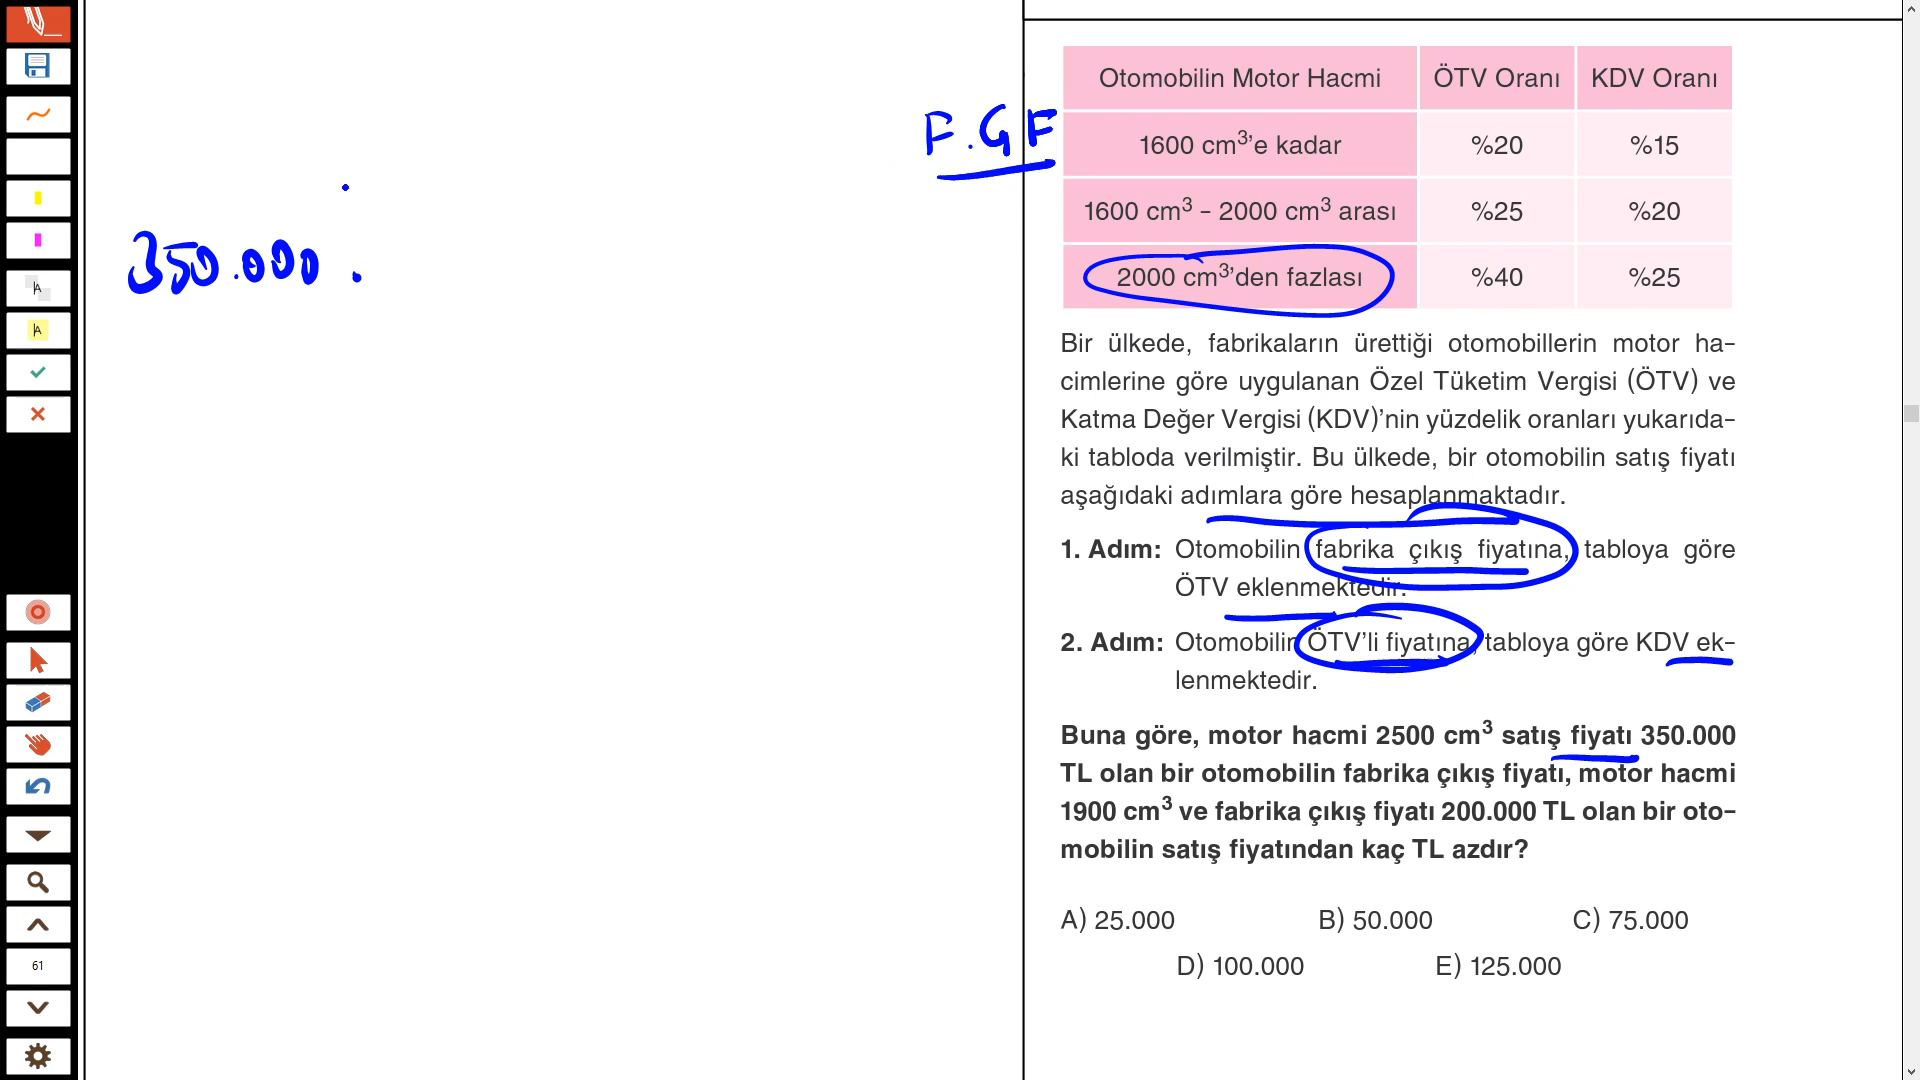 F.G F
350.000 .
Otomobilin Motor Hacmi ÖTV Oranı KDV Oranı
1600 cm³'e kadar %20 %15
1600 cm³ - 2000 cm³ arası %25 %20
2000 cm³'den fazlası %40 %25
Bir ülkede, fabrikaların ürettiği otomobillerin motor ha-
cimlerine göre uygulanan Özel Tüketim Vergisi (ÖTV) ve
Katma Değer Vergisi (KDV)'nin yüzdelik oranları yukarıda-
ki tabloda verilmiştir. Bu ülkede, bir otomobilin satış fiyatı
aşağıdaki adımlara göre hesaplanmaktadır.
1. Adım: Otomobilin fabrika çıkış fiyatına, tabloya göre
ÖTV eklenmektedir.
2. Adım: Otomobilin ÖTV'li fiyatına, tabloya göre KDV ek-
lenmektedir.
Buna göre, motor hacmi 2500 cm³ satış fiyatı 350.000
TL olan bir otomobilin fabrika çıkış fiyatı, motor hacmi
1900 cm³ ve fabrika çıkış fiyatı 200.000 TL olan bir oto-
mobilin satış fiyatından kaç TL azdır?
A) 25.000 B) 50.000 C) 75.000
D) 100.000 E) 125.000
A
A
61